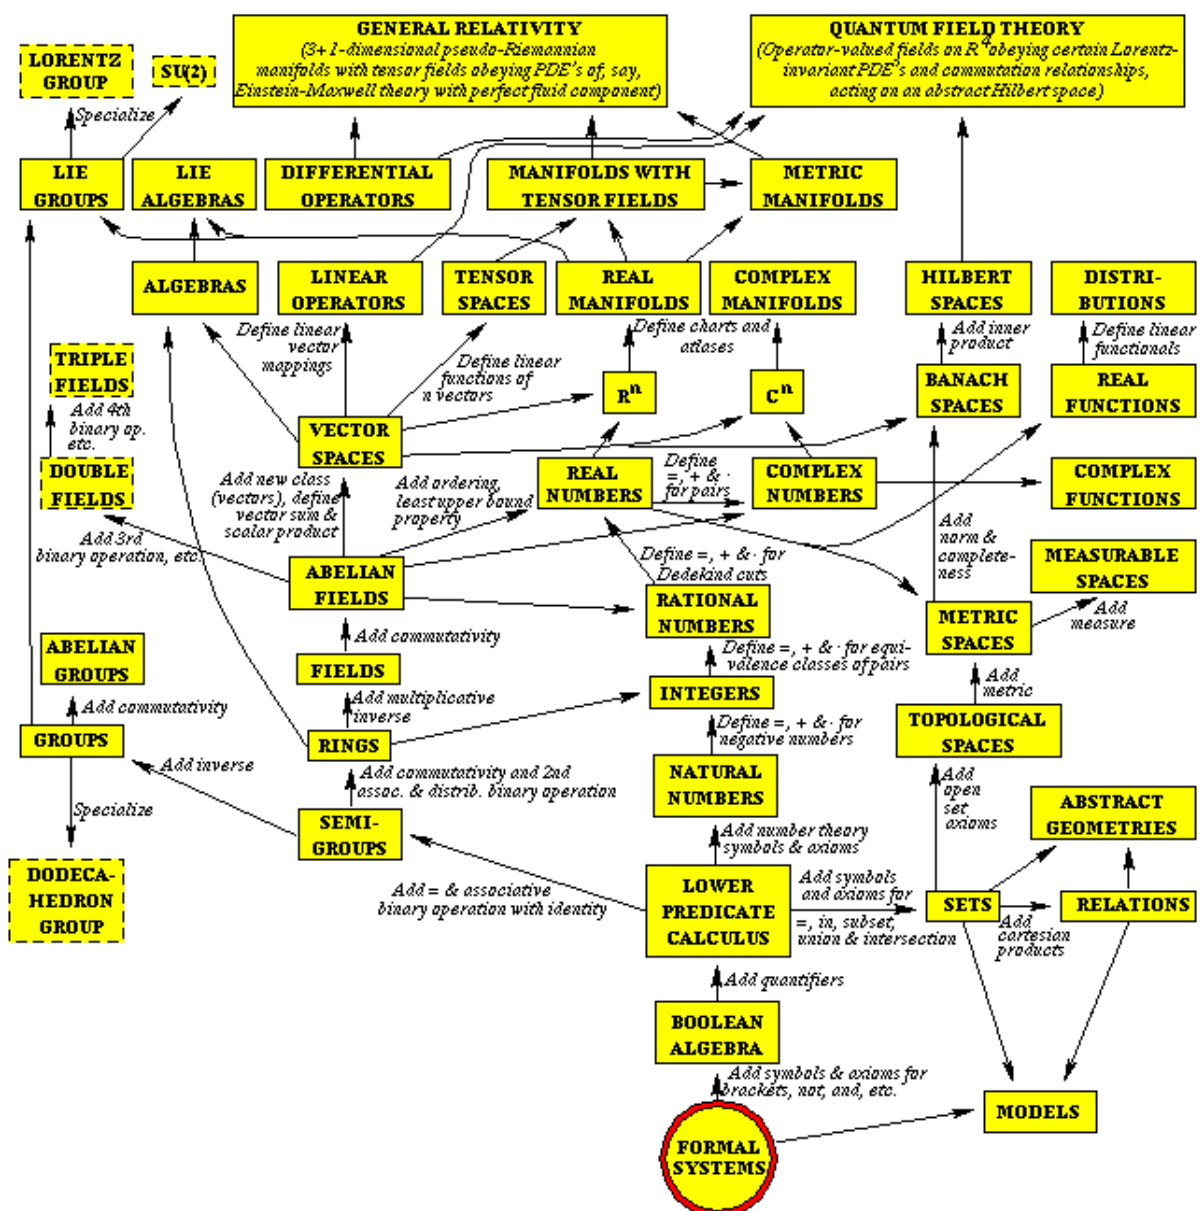 GENERAL RELATIVITY
(3+1-dimensional pseudo-Riemannian
manifolds with tensor fields obeying PDE's of, say,
Einstein-Maxwell theory with perfect fluid component)
QUANTUM FIELD THEORY
(Operator-valued fields on R4 obeying certain Lorentz-
invariant PDE's and commutation relationships,
acting on an abstract Hilbert space)
LORENTZ
GROUP
SU(2)
Specialize
LIE
GROUPS
LIE
ALGEBRAS
DIFFERENTIAL
OPERATORS
MANIFOLDS WITH
TENSOR FIELDS
METRIC
MANIFOLDS
ALGEBRAS
LINEAR
OPERATORS
TENSOR
SPACES
REAL
MANIFOLDS
COMPLEX
MANIFOLDS
HILBERT
SPACES
DISTRI-
BUTIONS
Define linear
vector
mappings
Define linear
functions of
n vectors
Define charts and
atlases
Add inner
product
Define linear
functionals
TRIPLE
FIELDS
Add 4th
binary op.
etc.
DOUBLE
FIELDS
Add 3rd
binary operation, etc.
VECTOR
SPACES
Rn
Cn
BANACH
SPACES
REAL
FUNCTIONS
Add new class
(vectors), define
vector sum &
scalar product
Add ordering,
least upper bound
property
REAL
NUMBERS
Define
=, + & ·
for pairs
COMPLEX
NUMBERS
COMPLEX
FUNCTIONS
Add
norm &
complete-
ness
MEASURABLE
SPACES
Add
measure
ABELIAN
FIELDS
Define =, + & · for
Dedekind cuts
RATIONAL
NUMBERS
METRIC
SPACES
Add commutativity
FIELDS
Define =, + & · for equi-
valence classes of pairs
ABELIAN
GROUPS
Add commutativity
Add multiplicative
inverse
INTEGERS
Add
metric
GROUPS
RINGS
Define =, + & · for
negative numbers
TOPOLOGICAL
SPACES
Add inverse
Add commutativity and 2nd
assoc. & distrib. binary operation
NATURAL
NUMBERS
Add
open
set
axioms
ABSTRACT
GEOMETRIES
Specialize
SEMI-
GROUPS
Add number theory
symbols & axioms
DODECA-
HEDRON
GROUP
Add = & associative
binary operation with identity
LOWER
PREDICATE
CALCULUS
Add symbols
and axioms for
=, in, subset,
union & intersection
SETS
Add
cartesian
products
RELATIONS
Add quantifiers
BOOLEAN
ALGEBRA
Add symbols & axioms for
brackets, not, and, etc.
MODELS
FORMAL
SYSTEMS